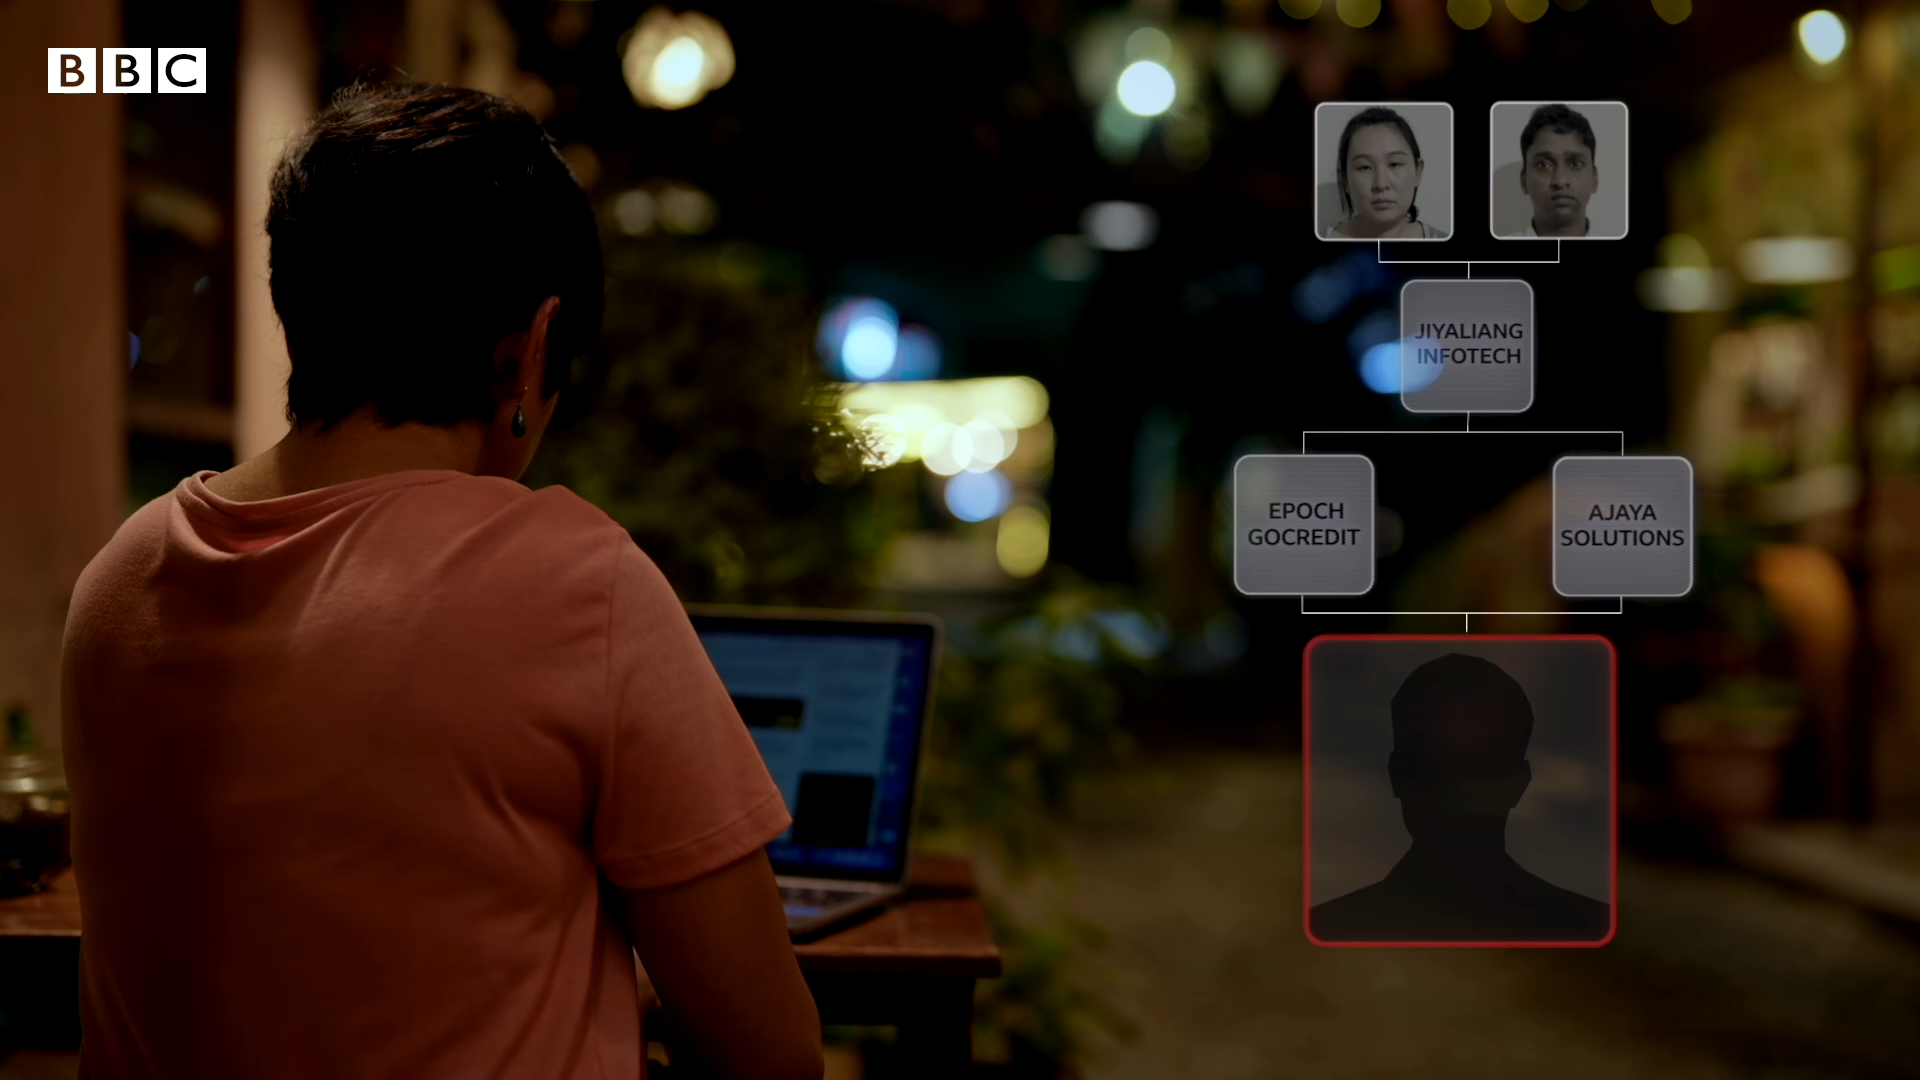 BBC
JIYALIANG
INFOTECH
EPOCH
GOCREDIT
AJAYA
SOLUTIONS